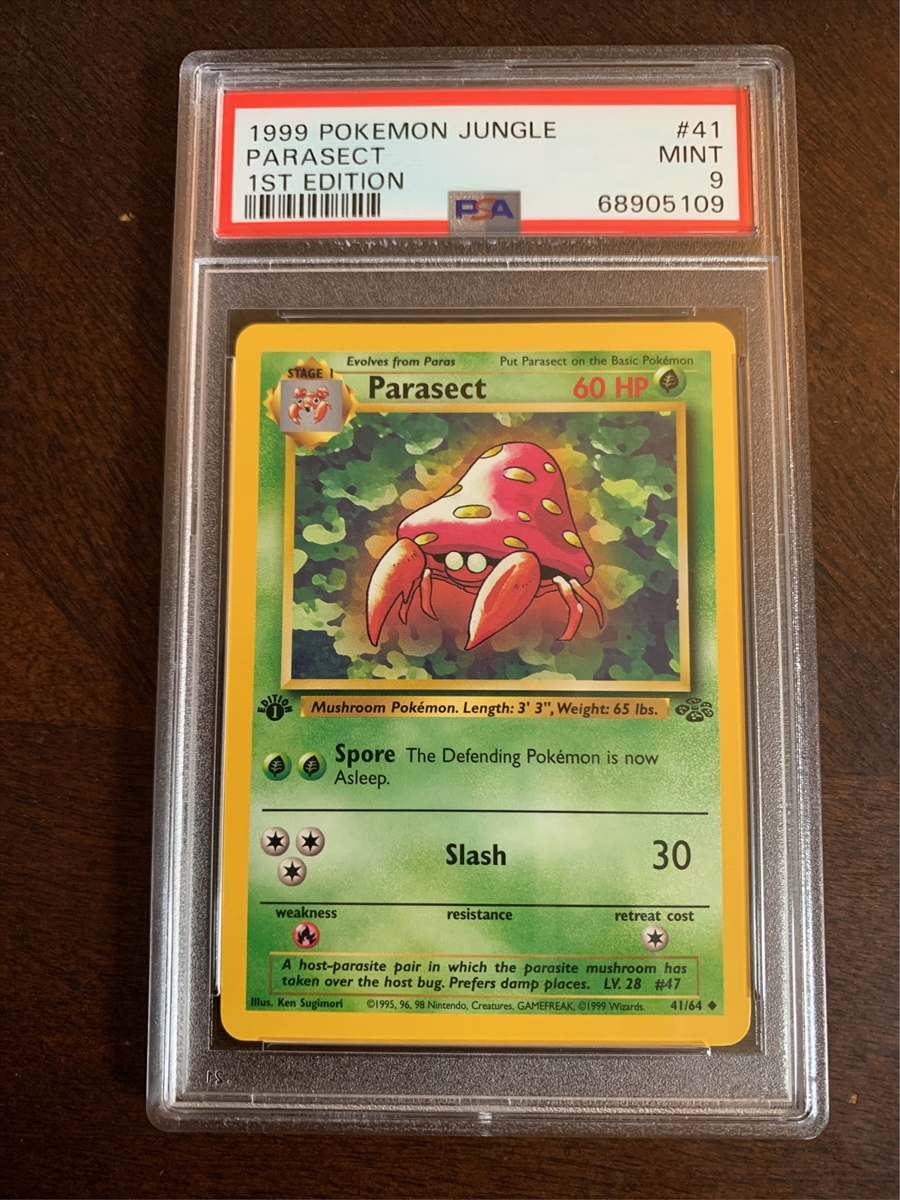 1999 POKEMON JUNGLE #41
PARASECT MINT
1ST EDITION 9
PSA 68905109
Evolves from Paras Put Parasect on the Basic Pokémon
STAGE 1
Parasect 60 HP
EDITION
1
Mushroom Pokémon. Length: 3' 3", Weight: 65 lbs.
Spore The Defending Pokémon is now
Asleep.
Slash 30
weakness resistance retreat cost
A host-parasite pair in which the parasite mushroom has
taken over the host bug. Prefers damp places. LV. 28 #47
Illus. Ken Sugimori ©1995, 96, 98 Nintendo, Creatures, GAMEFREAK. ©1999 Wizards. 41/64